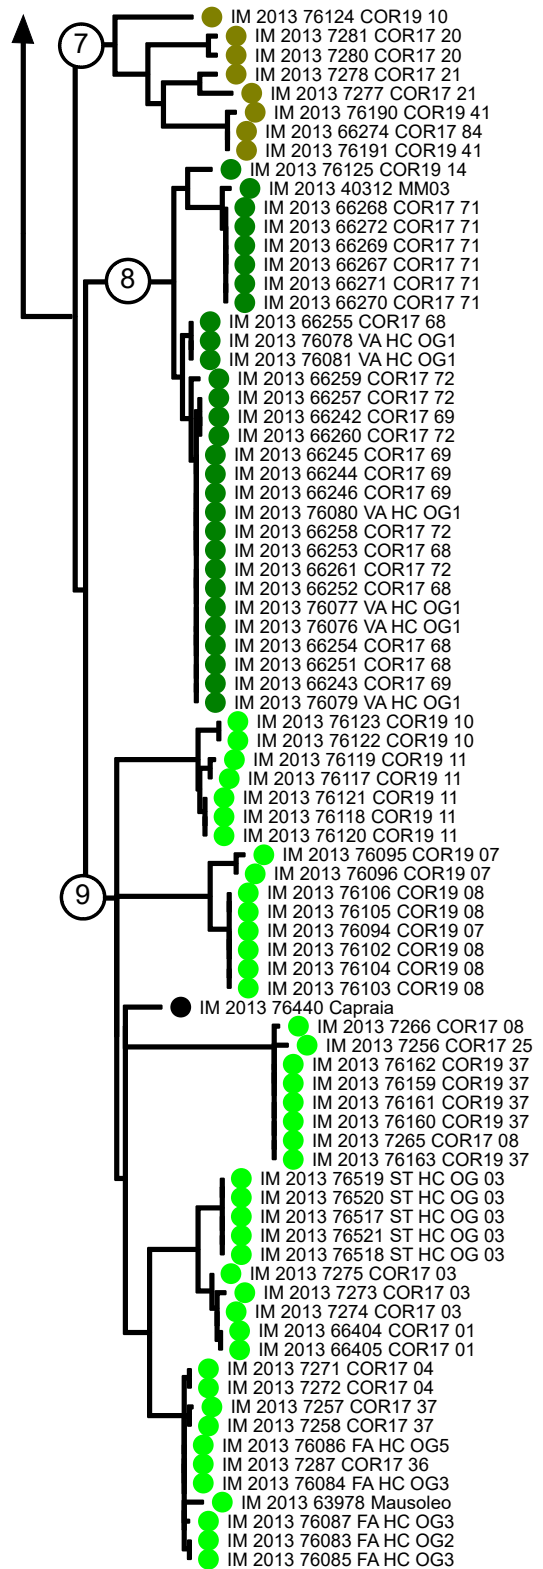 IM 2013 76124 COR19 10
7
IM 2013 7281 COR17 20
IM 2013 7280 COR17 20
IM 2013 7278 COR17 21
IM 2013 7277 COR17 21
IM 2013 76190 COR19 41
IM 2013 66274 COR17 84
IM 2013 76191 COR19 41
IM 2013 76125 COR19 14
IM 2013 40312 MM03
IM 2013 66268 COR17 71
IM 2013 66272 COR17 71
IM 2013 66269 COR17 71
IM 2013 66267 COR17 71
8
IM 2013 66271 COR17 71
IM 2013 66270 COR17 71
IM 2013 66255 COR17 68
IM 2013 76078 VA HC OG1
IM 2013 76081 VA HC OG1
IM 2013 66259 COR17 72
IM 2013 66257 COR17 72
IM 2013 66242 COR17 69
IM 2013 66260 COR17 72
IM 2013 66245 COR17 69
IM 2013 66244 COR17 69
IM 2013 66246 COR17 69
IM 2013 76080 VA HC OG1
IM 2013 66258 COR17 72
IM 2013 66253 COR17 68
IM 2013 66261 COR17 72
IM 2013 66252 COR17 68
IM 2013 76077 VA HC OG1
IM 2013 76076 VA HC OG1
IM 2013 66254 COR17 68
IM 2013 66251 COR17 68
IM 2013 66243 COR17 69
IM 2013 76079 VA HC OG1
IM 2013 76123 COR19 10
IM 2013 76122 COR19 10
IM 2013 76119 COR19 11
IM 2013 76117 COR19 11
IM 2013 76121 COR19 11
IM 2013 76118 COR19 11
IM 2013 76120 COR19 11
IM 2013 76095 COR19 07
IM 2013 76096 COR19 07
IM 2013 76106 COR19 08
9
IM 2013 76105 COR19 08
IM 2013 76094 COR19 07
IM 2013 76102 COR19 08
IM 2013 76104 COR19 08
IM 2013 76103 COR19 08
IM 2013 76440 Capraia
IM 2013 7266 COR17 08
IM 2013 7256 COR17 25
IM 2013 76162 COR19 37
IM 2013 76159 COR19 37
IM 2013 76161 COR19 37
IM 2013 76160 COR19 37
IM 2013 7265 COR17 08
IM 2013 76163 COR19 37
IM 2013 76519 ST HC OG 03
IM 2013 76520 ST HC OG 03
IM 2013 76517 ST HC OG 03
IM 2013 76521 ST HC OG 03
IM 2013 76518 ST HC OG 03
IM 2013 7275 COR17 03
IM 2013 7273 COR17 03
IM 2013 7274 COR17 03
IM 2013 66404 COR17 01
IM 2013 66405 COR17 01
IM 2013 7271 COR17 04
IM 2013 7272 COR17 04
IM 2013 7257 COR17 37
IM 2013 7258 COR17 37
IM 2013 76086 FA HC OG5
IM 2013 7287 COR17 36
IM 2013 76084 FA HC OG3
IM 2013 63978 Mausoleo
IM 2013 76087 FA HC OG3
IM 2013 76083 FA HC OG2
IM 2013 76085 FA HC OG3